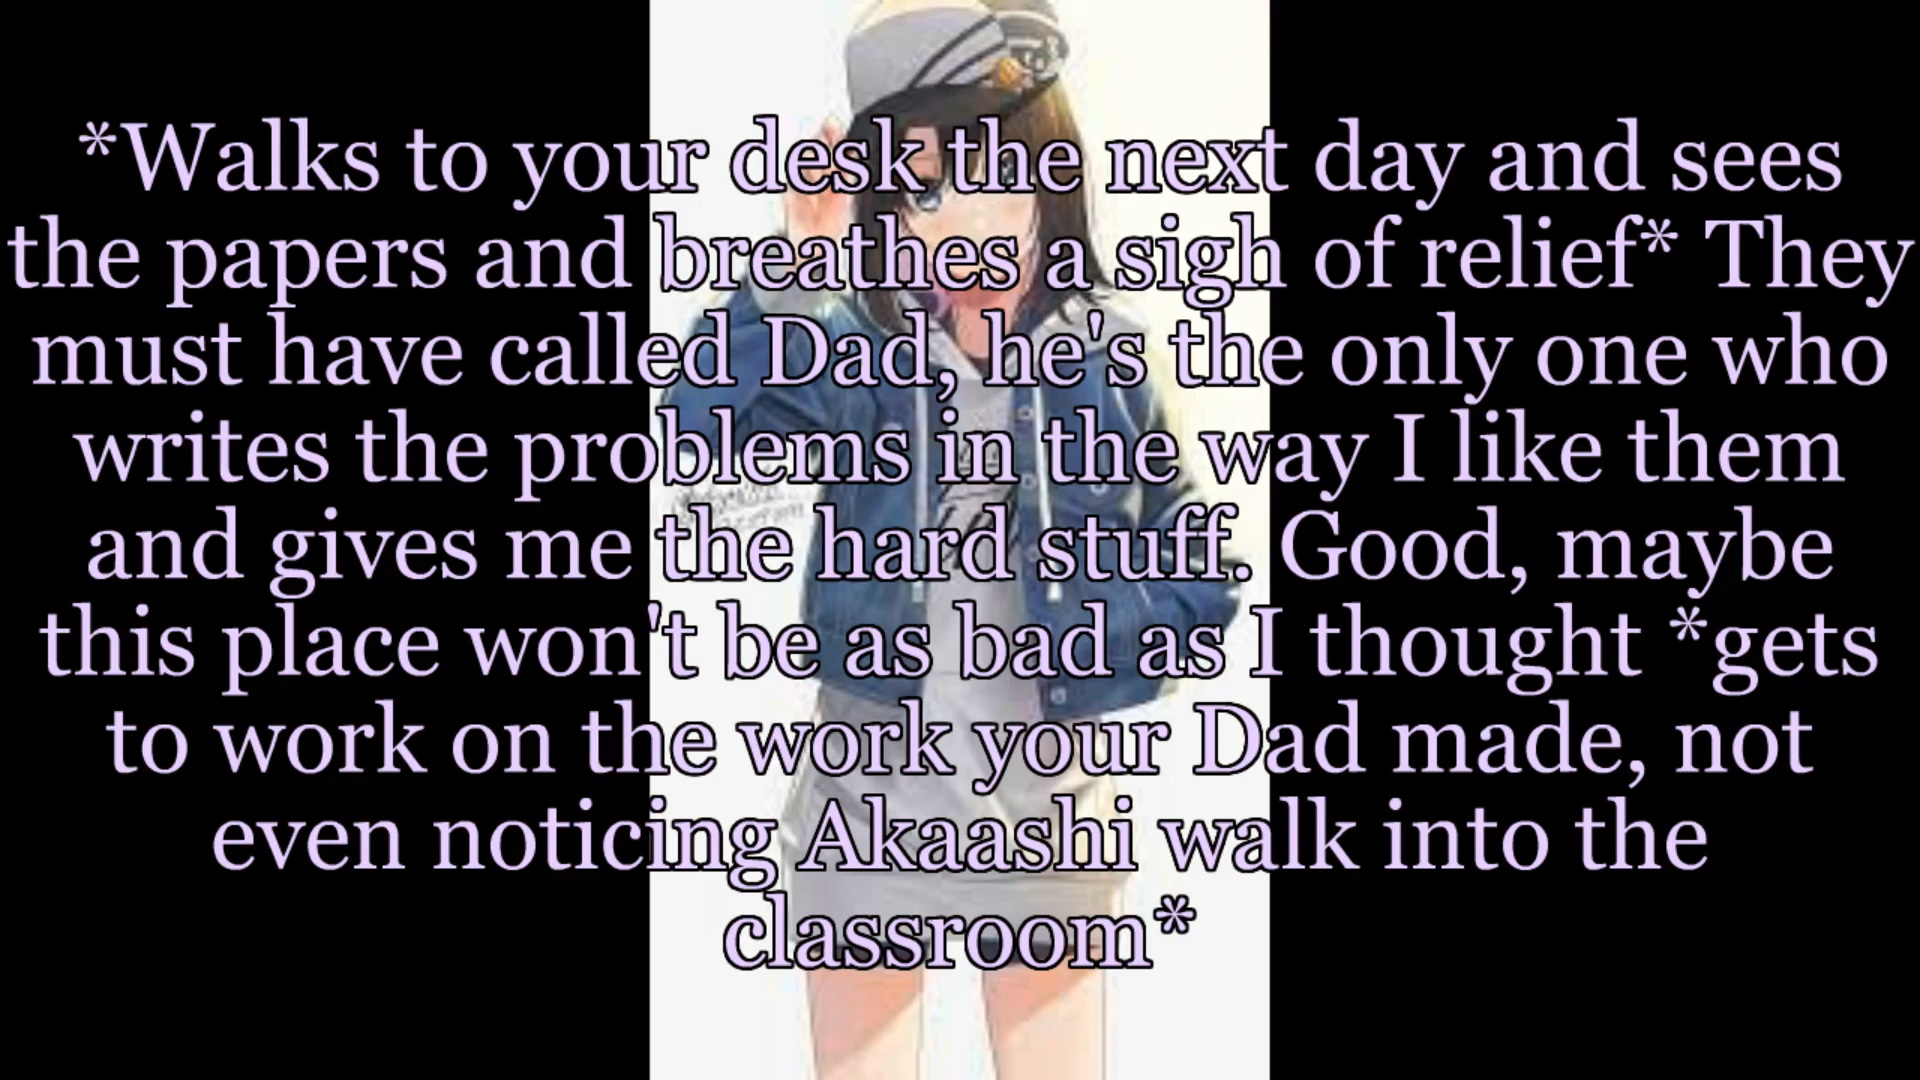 *Walks to your desk the next day and sees
the papers and breathes a sigh of relief* They
must have called Dad, he's the only one who
writes the problems in the way I like them
and gives me the hard stuff. Good, maybe
this place won't be as bad as I thought *gets
to work on the work your Dad made, not
even noticing Akaashi walk into the
classroom*